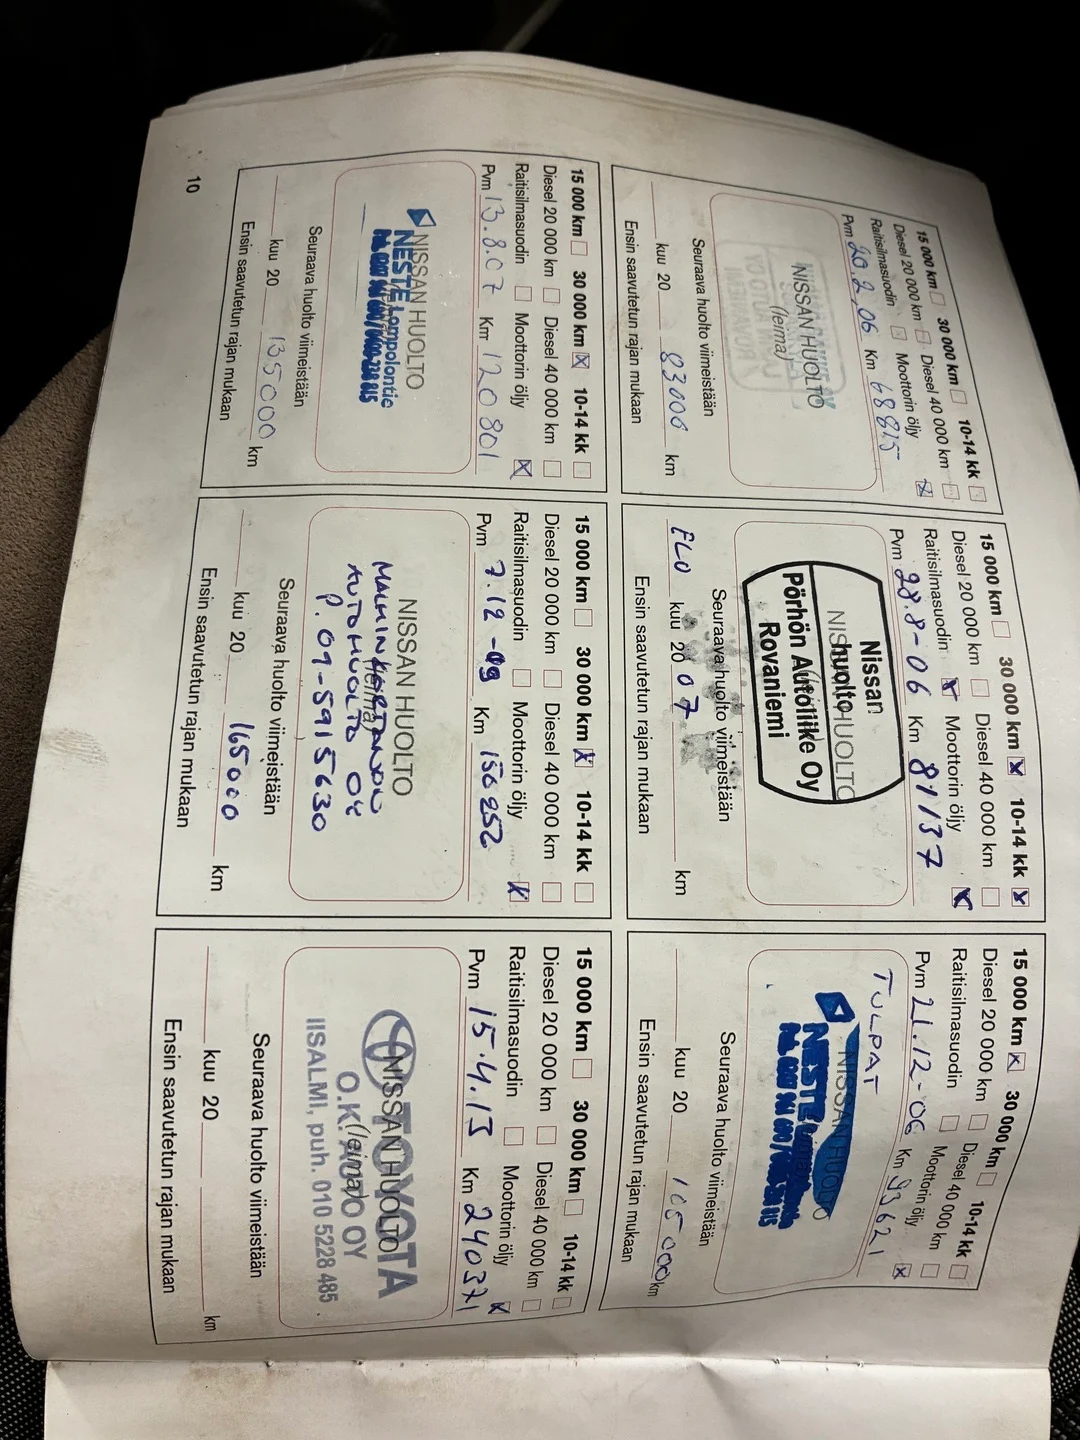 15 000 km 30 000 km 10-14 kk
Diesel 20 000 km Diesel 40 000 km
Raitisilmasuodin Moottorin öljy
Pvm 20.2.06 Km 68815
NISSAN HUOLTO
(leima)
Seuraava huolto viimeistään
kuu 20 83000 km
Ensin saavutetun rajan mukaan
15 000 km 30 000 km 10-14 kk
Diesel 20 000 km Diesel 40 000 km
Raitisilmasuodin Moottorin öljy
Pvm 28.8-06 Km 81137
NISSAN HUOLTO
Nissan
huolto
Pörhön Autoliike Oy
Rovaniemi
Seuraava huolto viimeistään
ELO kuu 2007 km
Ensin saavutetun rajan mukaan
15 000 km 30 000 km 10-14 kk
Diesel 20 000 km Diesel 40 000 km
Raitisilmasuodin Moottorin öljy
Pvm 21.12-06 Km 93621
TULPAT
NISSAN HUOLTO
NESTE
Seuraava huolto viimeistään
kuu 20 105000 km
Ensin saavutetun rajan mukaan
15 000 km 30 000 km 10-14 kk
Diesel 20 000 km Diesel 40 000 km
Raitisilmasuodin Moottorin öljy
Pvm 13.8.07 Km 120801
NISSAN HUOLTO
NESTE Lompolontie
Seuraava huolto viimeistään
kuu 20 135000 km
Ensin saavutetun rajan mukaan
15 000 km 30 000 km 10-14 kk
Diesel 20 000 km Diesel 40 000 km
Raitisilmasuodin Moottorin öljy
Pvm 7.12-09 Km 150252
NISSAN HUOLTO
(leima)
MALMINKARTANON
AUTOHUOLTO OY
P. 09-5915630
Seuraava huolto viimeistään
kuu 20 165000 km
Ensin saavutetun rajan mukaan
15 000 km 30 000 km 10-14 kk
Diesel 20 000 km Diesel 40 000 km
Raitisilmasuodin Moottorin öljy
Pvm 15.4.13 Km 240371
TOYOTA
NISSAN HUOLTO
(leima)
O.K. AUTO OY
IISALMI, puh. 010 5228 485
Seuraava huolto viimeistään
kuu 20 km
Ensin saavutetun rajan mukaan
10